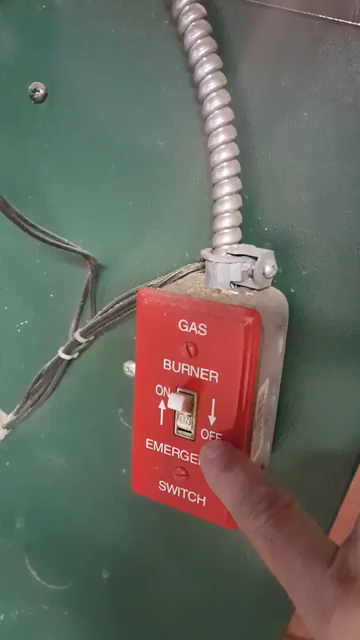 GAS
BURNER
ON
OFF
EMERGE
SWITCH